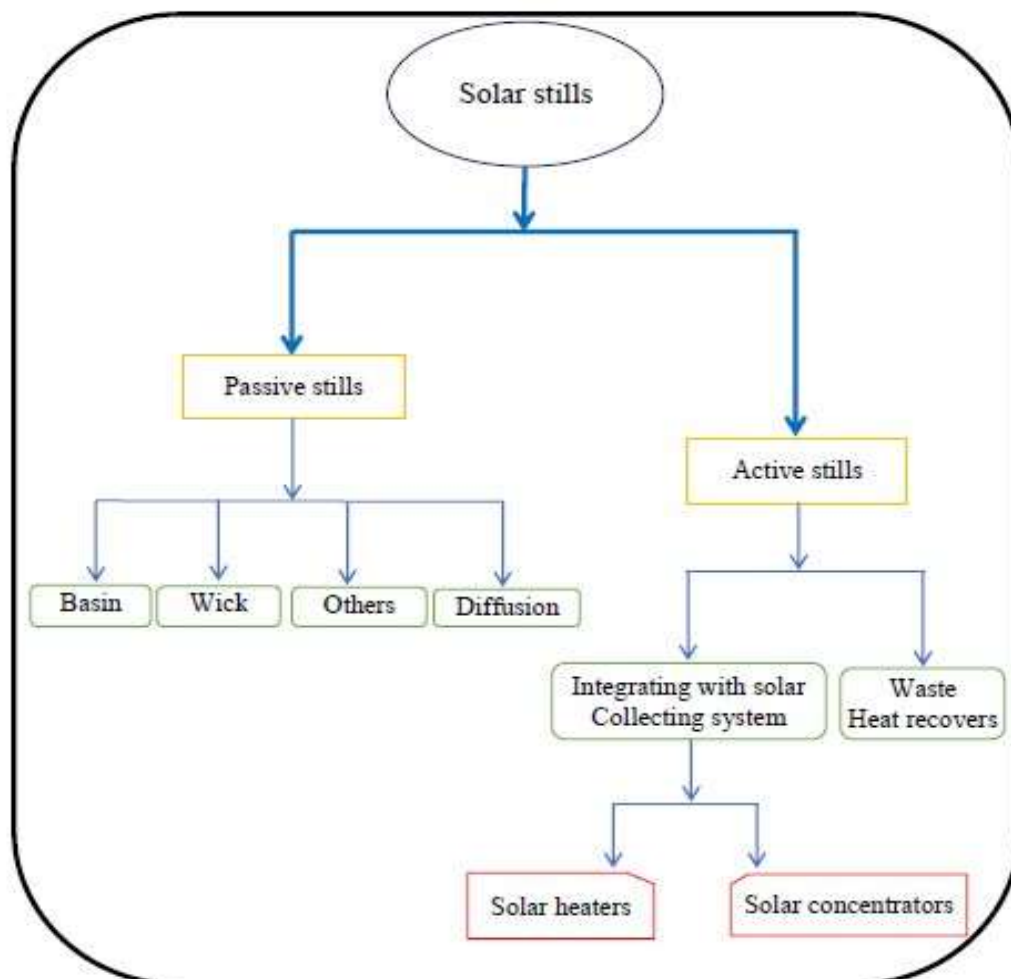 Solar stills
Passive stills
Active stills
Basin
Wick
Others
Diffusion
Integrating with solar
Collecting system
Waste
Heat recovers
Solar heaters
Solar concentrators